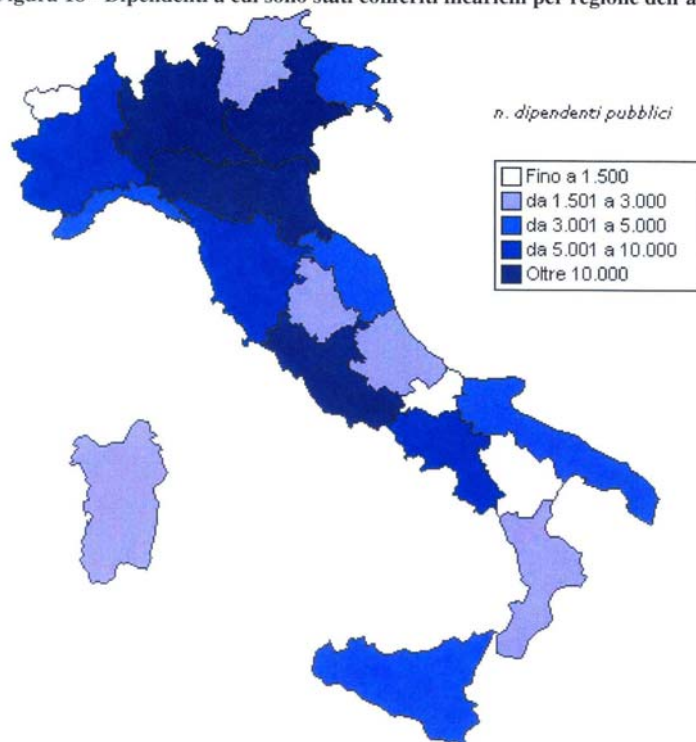 Dipendenti a cui sono stati conferiti incarichi per regione dell'a
n. dipendenti pubblici
Fino a 1.500
da 1.501 a 3.000
da 3.001 a 5.000
da 5.001 a 10.000
Oltre 10.000